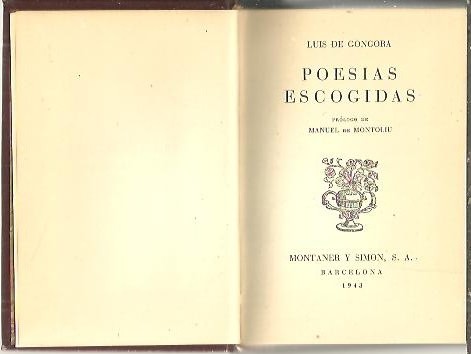 LUIS DE GONGORA
POESIAS
ESCOGIDAS
PRÓLOGO DE
MANUEL DE MONTOLIU
MONTANER Y SIMON, S. A.
BARCELONA
1943